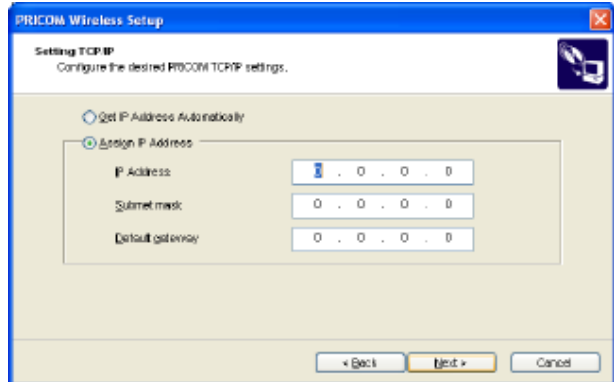 PRICOM Wireless Setup
Setting TCP/IP
Configure the desired PRICOM TCP/IP settings.
Get IP Address Automatically
Assign IP Address
IP Address 0 . 0 . 0 . 0
Subnet mask 0 . 0 . 0 . 0
Default gateway 0 . 0 . 0 . 0
< Back Next > Cancel